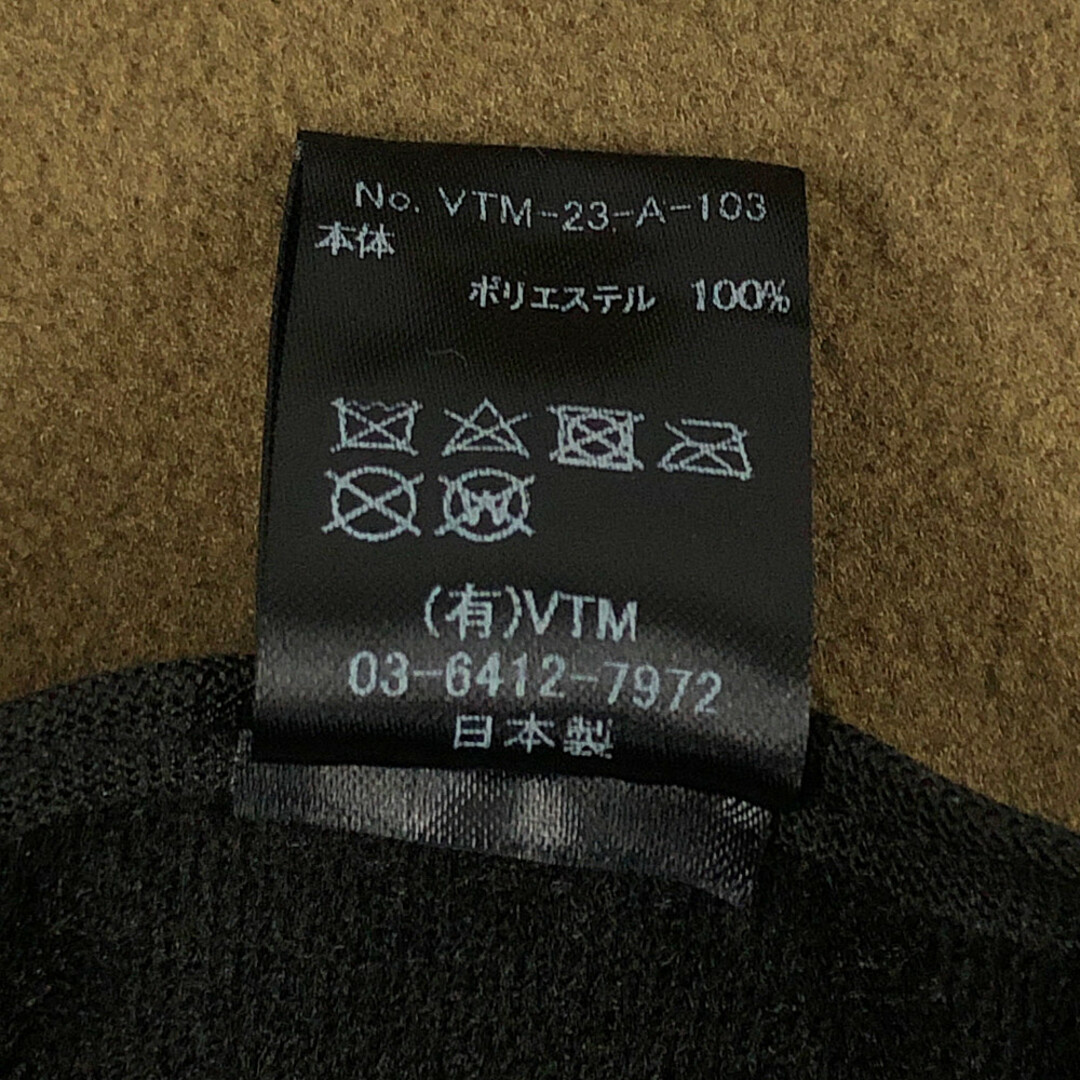 No. VTM-23-A-103
本体
ポリエステル 100%
(有)VTM
03-6412-7972
日本製